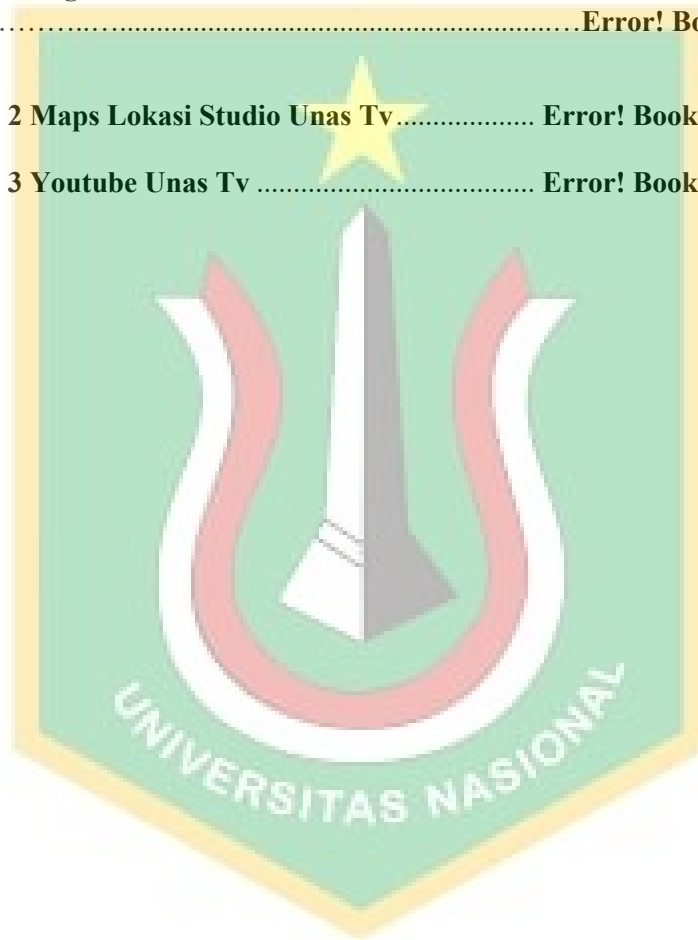 ………..…...............................................................…Error! Bo
2 Maps Lokasi Studio Unas Tv................... Error! Book
3 Youtube Unas Tv ...................................... Error! Book
UNIVERSITAS NASIONAL